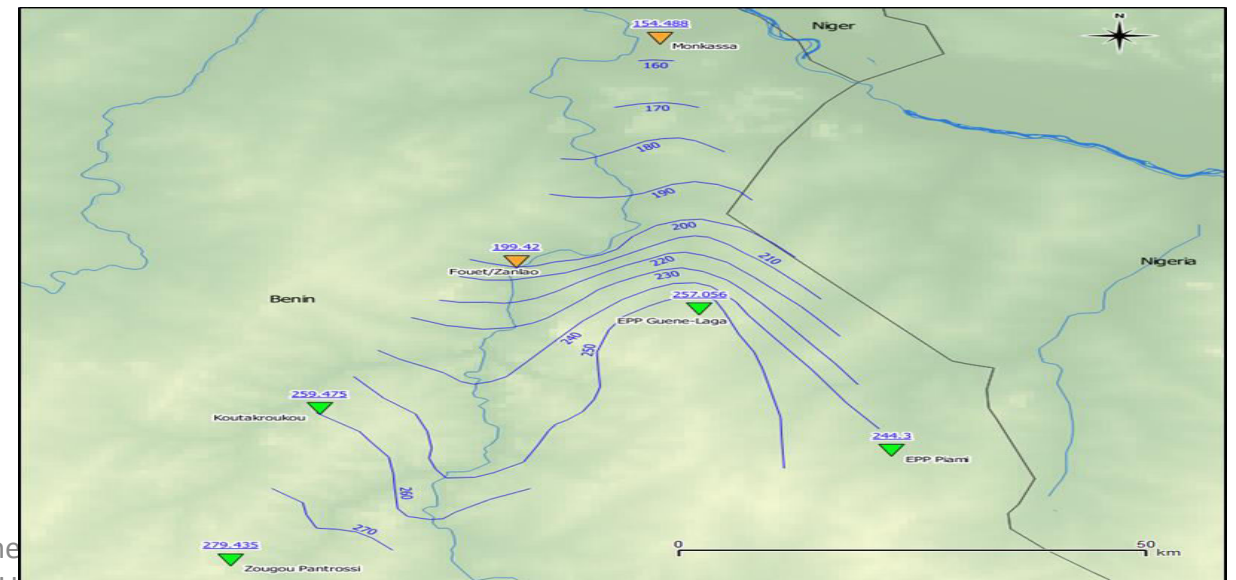 154.488
Niger
N
Monkassa
160
170
180
190
200
199.42
210
220
Fouet/Zanlao
230
Nigeria
257.056
Benin
EPP Guene-Laga
240
250
259.475
Koutakroukou
244.3
EPP Piami
260
270
279.435
0
50
km
Zougou Pantrossi